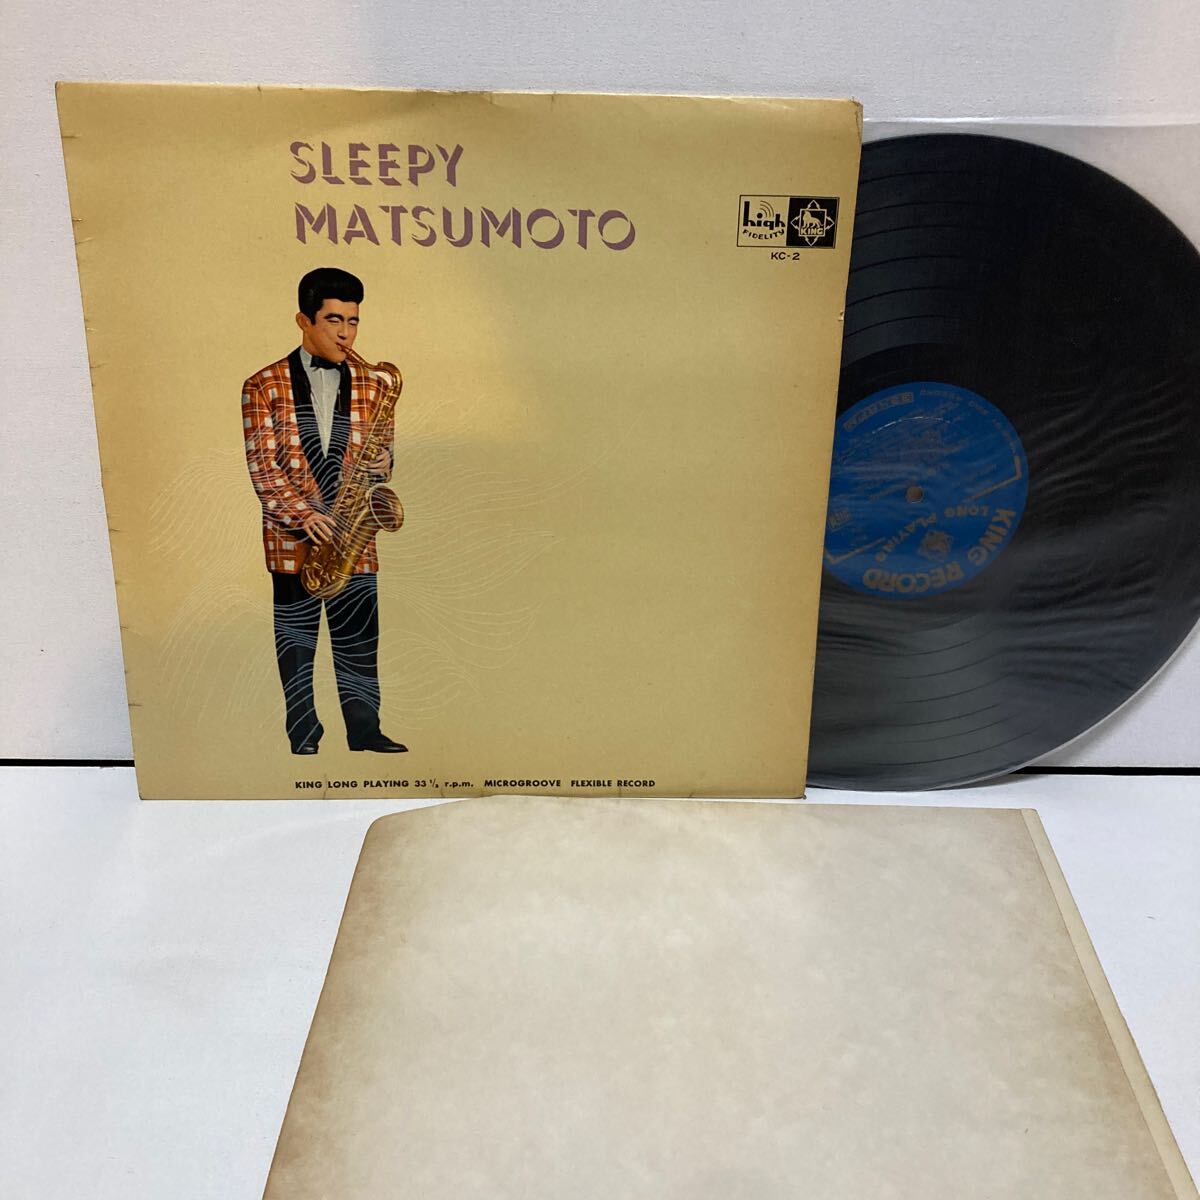 SLEEPY
MATSUMOTO
high
FIDELITY
KING
KC-2
KING LONG PLAYING 33 1/3 r.p.m. MICROGROOVE FLEXIBLE RECORD
LONG PLAYING
KING RECORD